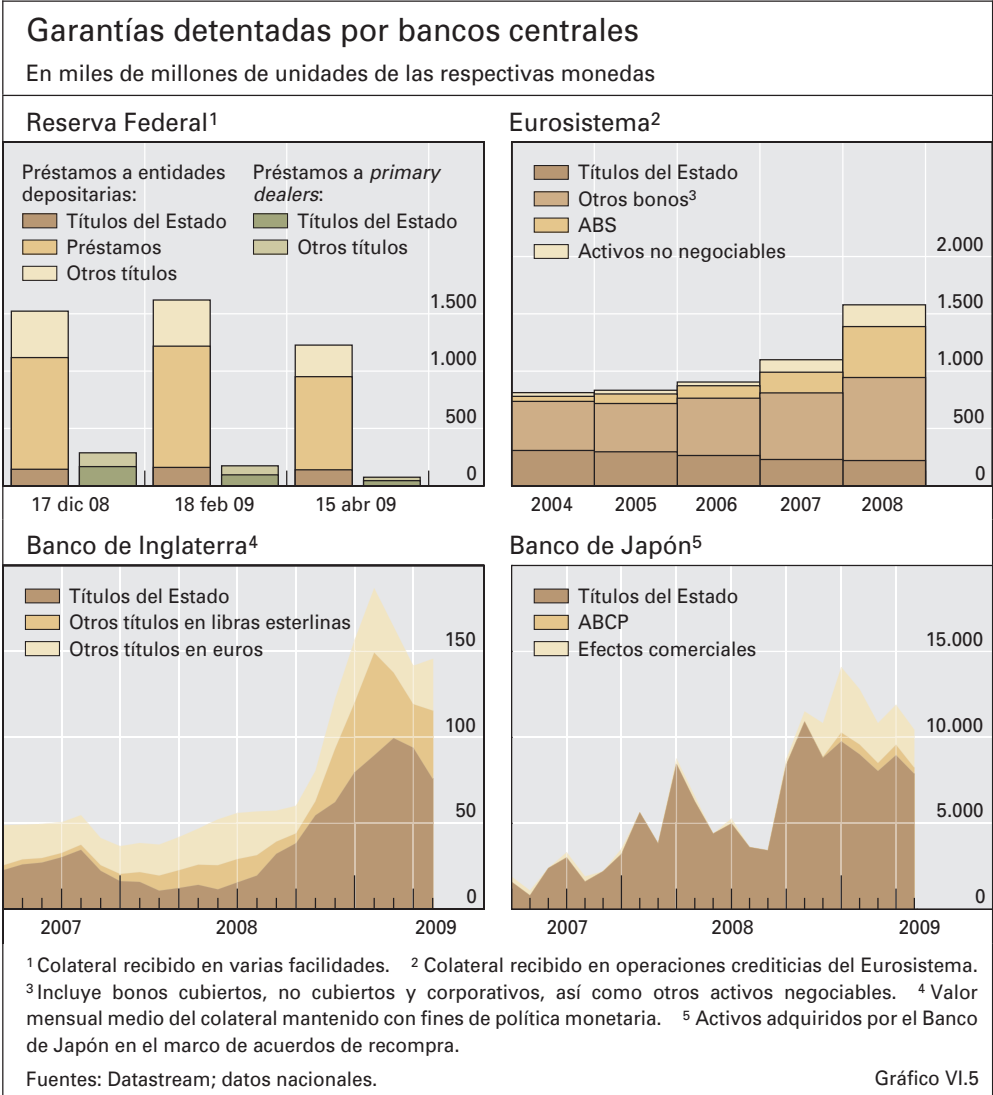 Garantías detentadas por bancos centrales
En miles de millones de unidades de las respectivas monedas
Reserva Federal¹
Préstamos a entidades
depositarias:
Títulos del Estado
Préstamos
Otros títulos
Préstamos a primary
dealers:
Títulos del Estado
Otros títulos
1.500
1.000
500
0
17 dic 08
18 feb 09
15 abr 09
Eurosistema²
Títulos del Estado
Otros bonos³
ABS
Activos no negociables
2.000
1.500
1.000
500
0
2004
2005
2006
2007
2008
Banco de Inglaterra⁴
Títulos del Estado
Otros títulos en libras esterlinas
Otros títulos en euros
150
100
50
0
2007
2008
2009
Banco de Japón⁵
Títulos del Estado
ABCP
Efectos comerciales
15.000
10.000
5.000
0
2007
2008
2009
¹ Colateral recibido en varias facilidades. ² Colateral recibido en operaciones crediticias del Eurosistema.
³ Incluye bonos cubiertos, no cubiertos y corporativos, así como otros activos negociables. ⁴ Valor
mensual medio del colateral mantenido con fines de política monetaria. ⁵ Activos adquiridos por el Banco
de Japón en el marco de acuerdos de recompra.
Fuentes: Datastream; datos nacionales.
Gráfico VI.5